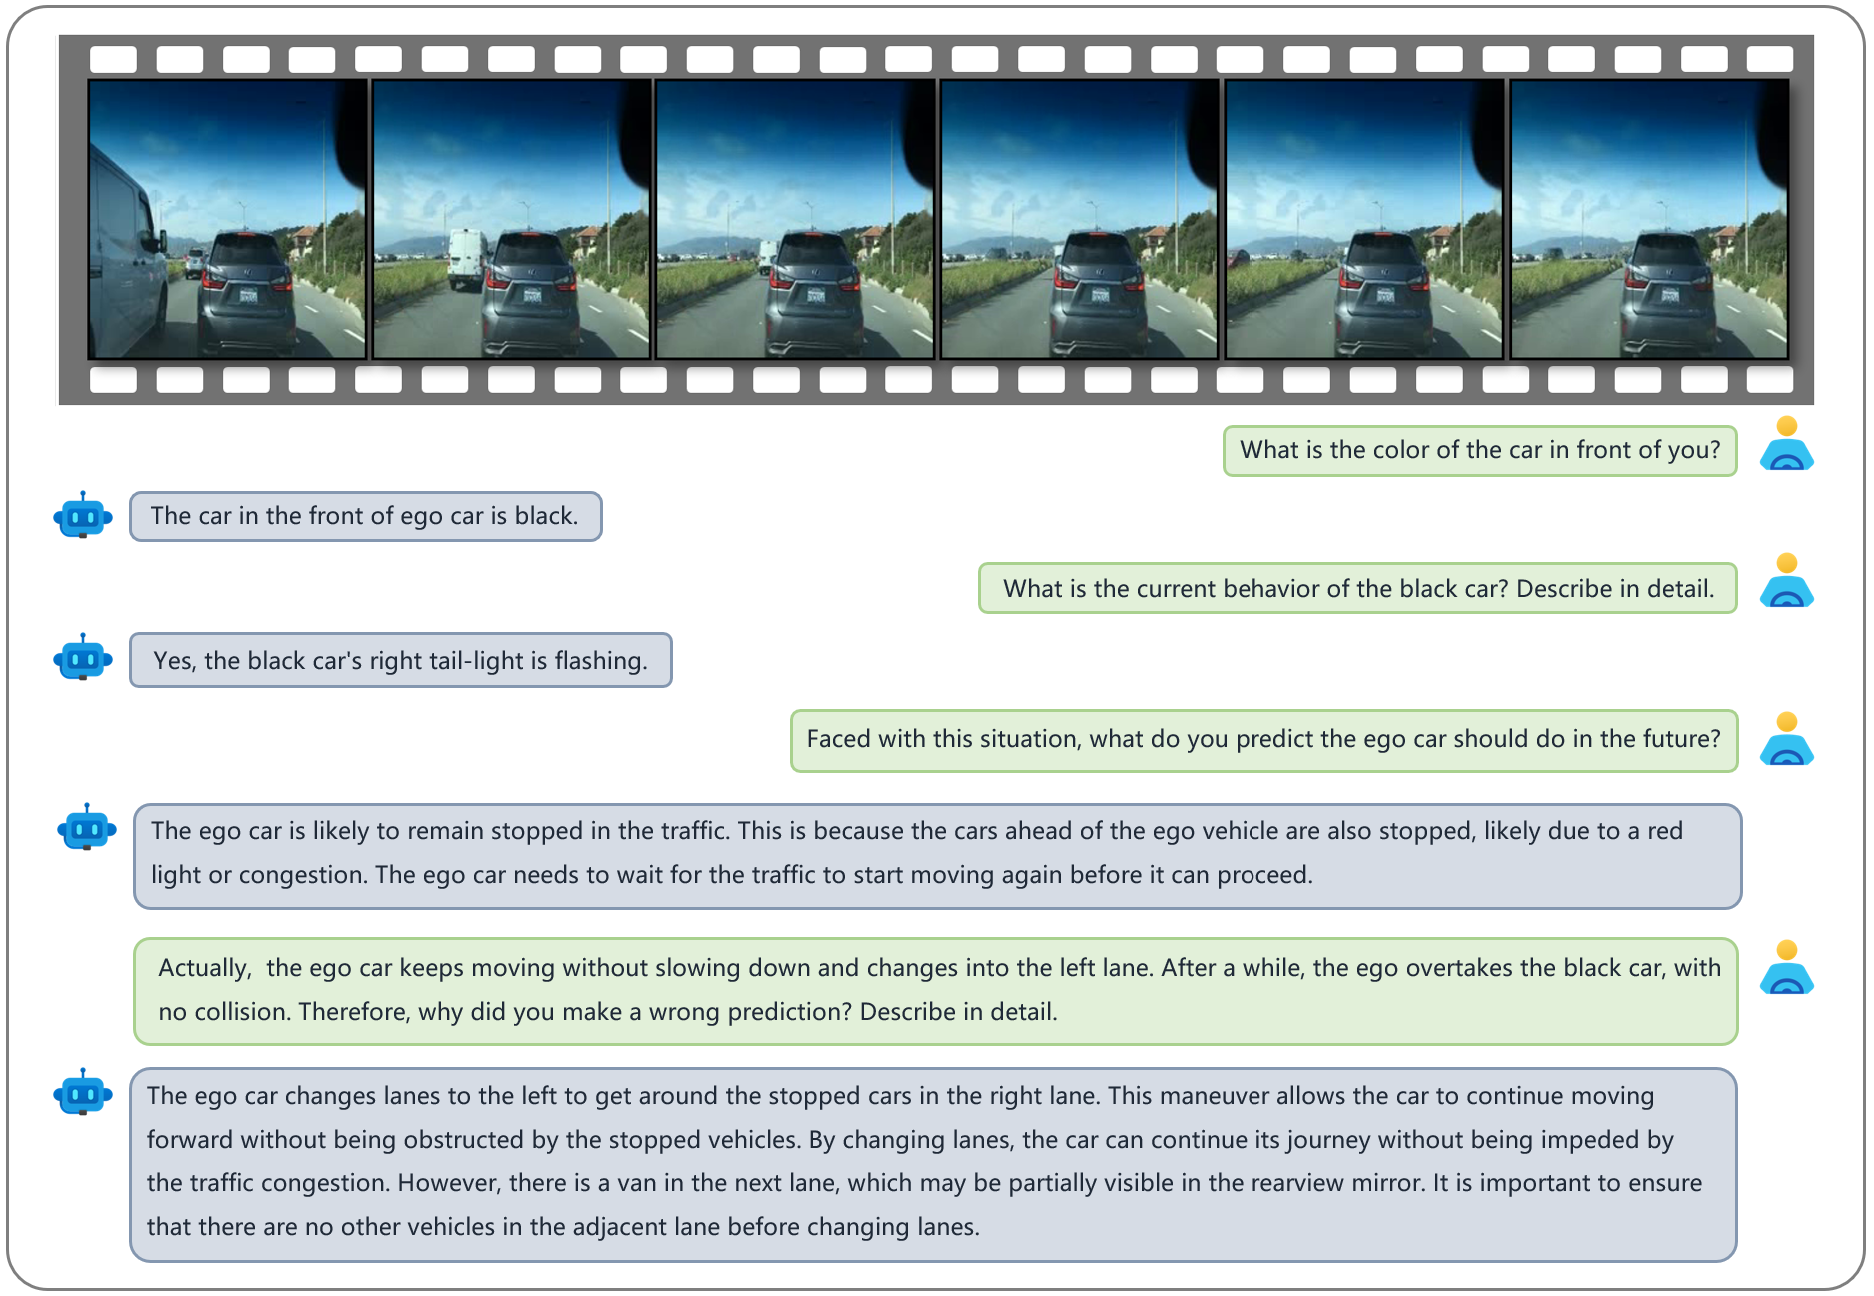 What is the color of the car in front of you?
The car in the front of ego car is black.
What is the current behavior of the black car? Describe in detail.
Yes, the black car's right tail-light is flashing.
Faced with this situation, what do you predict the ego car should do in the future?
The ego car is likely to remain stopped in the traffic. This is because the cars ahead of the ego vehicle are also stopped, likely due to a red
light or congestion. The ego car needs to wait for the traffic to start moving again before it can proceed.
Actually, the ego car keeps moving without slowing down and changes into the left lane. After a while, the ego overtakes the black car, with
no collision. Therefore, why did you make a wrong prediction? Describe in detail.
The ego car changes lanes to the left to get around the stopped cars in the right lane. This maneuver allows the car to continue moving
forward without being obstructed by the stopped vehicles. By changing lanes, the car can continue its journey without being impeded by
the traffic congestion. However, there is a van in the next lane, which may be partially visible in the rearview mirror. It is important to ensure
that there are no other vehicles in the adjacent lane before changing lanes.